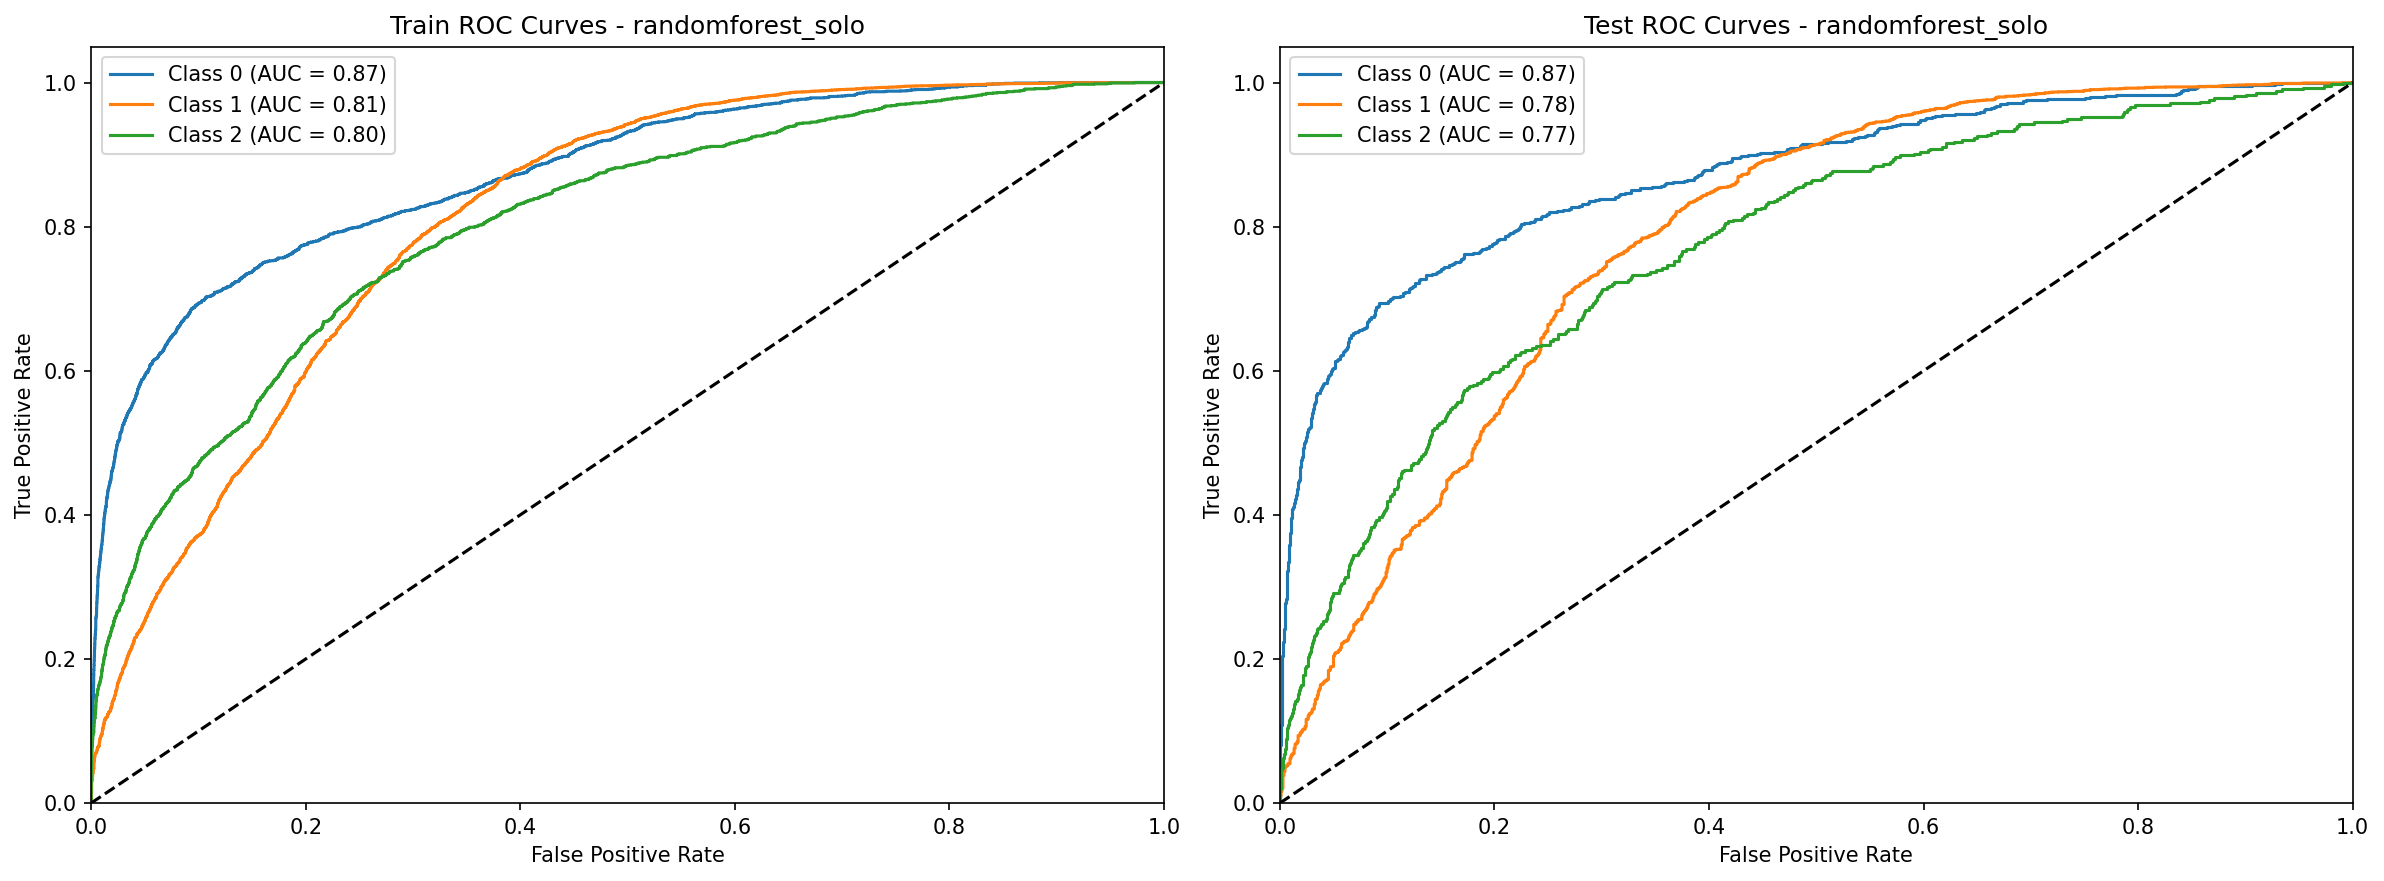 Train ROC Curves - randomforest_solo
Class 0 (AUC = 0.87)
Class 1 (AUC = 0.81)
Class 2 (AUC = 0.80)
True Positive Rate
1.0
0.8
0.6
0.4
0.2
0.0
0.0 0.2 0.4 0.6 0.8 1.0
False Positive Rate
Test ROC Curves - randomforest_solo
Class 0 (AUC = 0.87)
Class 1 (AUC = 0.78)
Class 2 (AUC = 0.77)
True Positive Rate
1.0
0.8
0.6
0.4
0.2
0.0
0.0 0.2 0.4 0.6 0.8 1.0
False Positive Rate